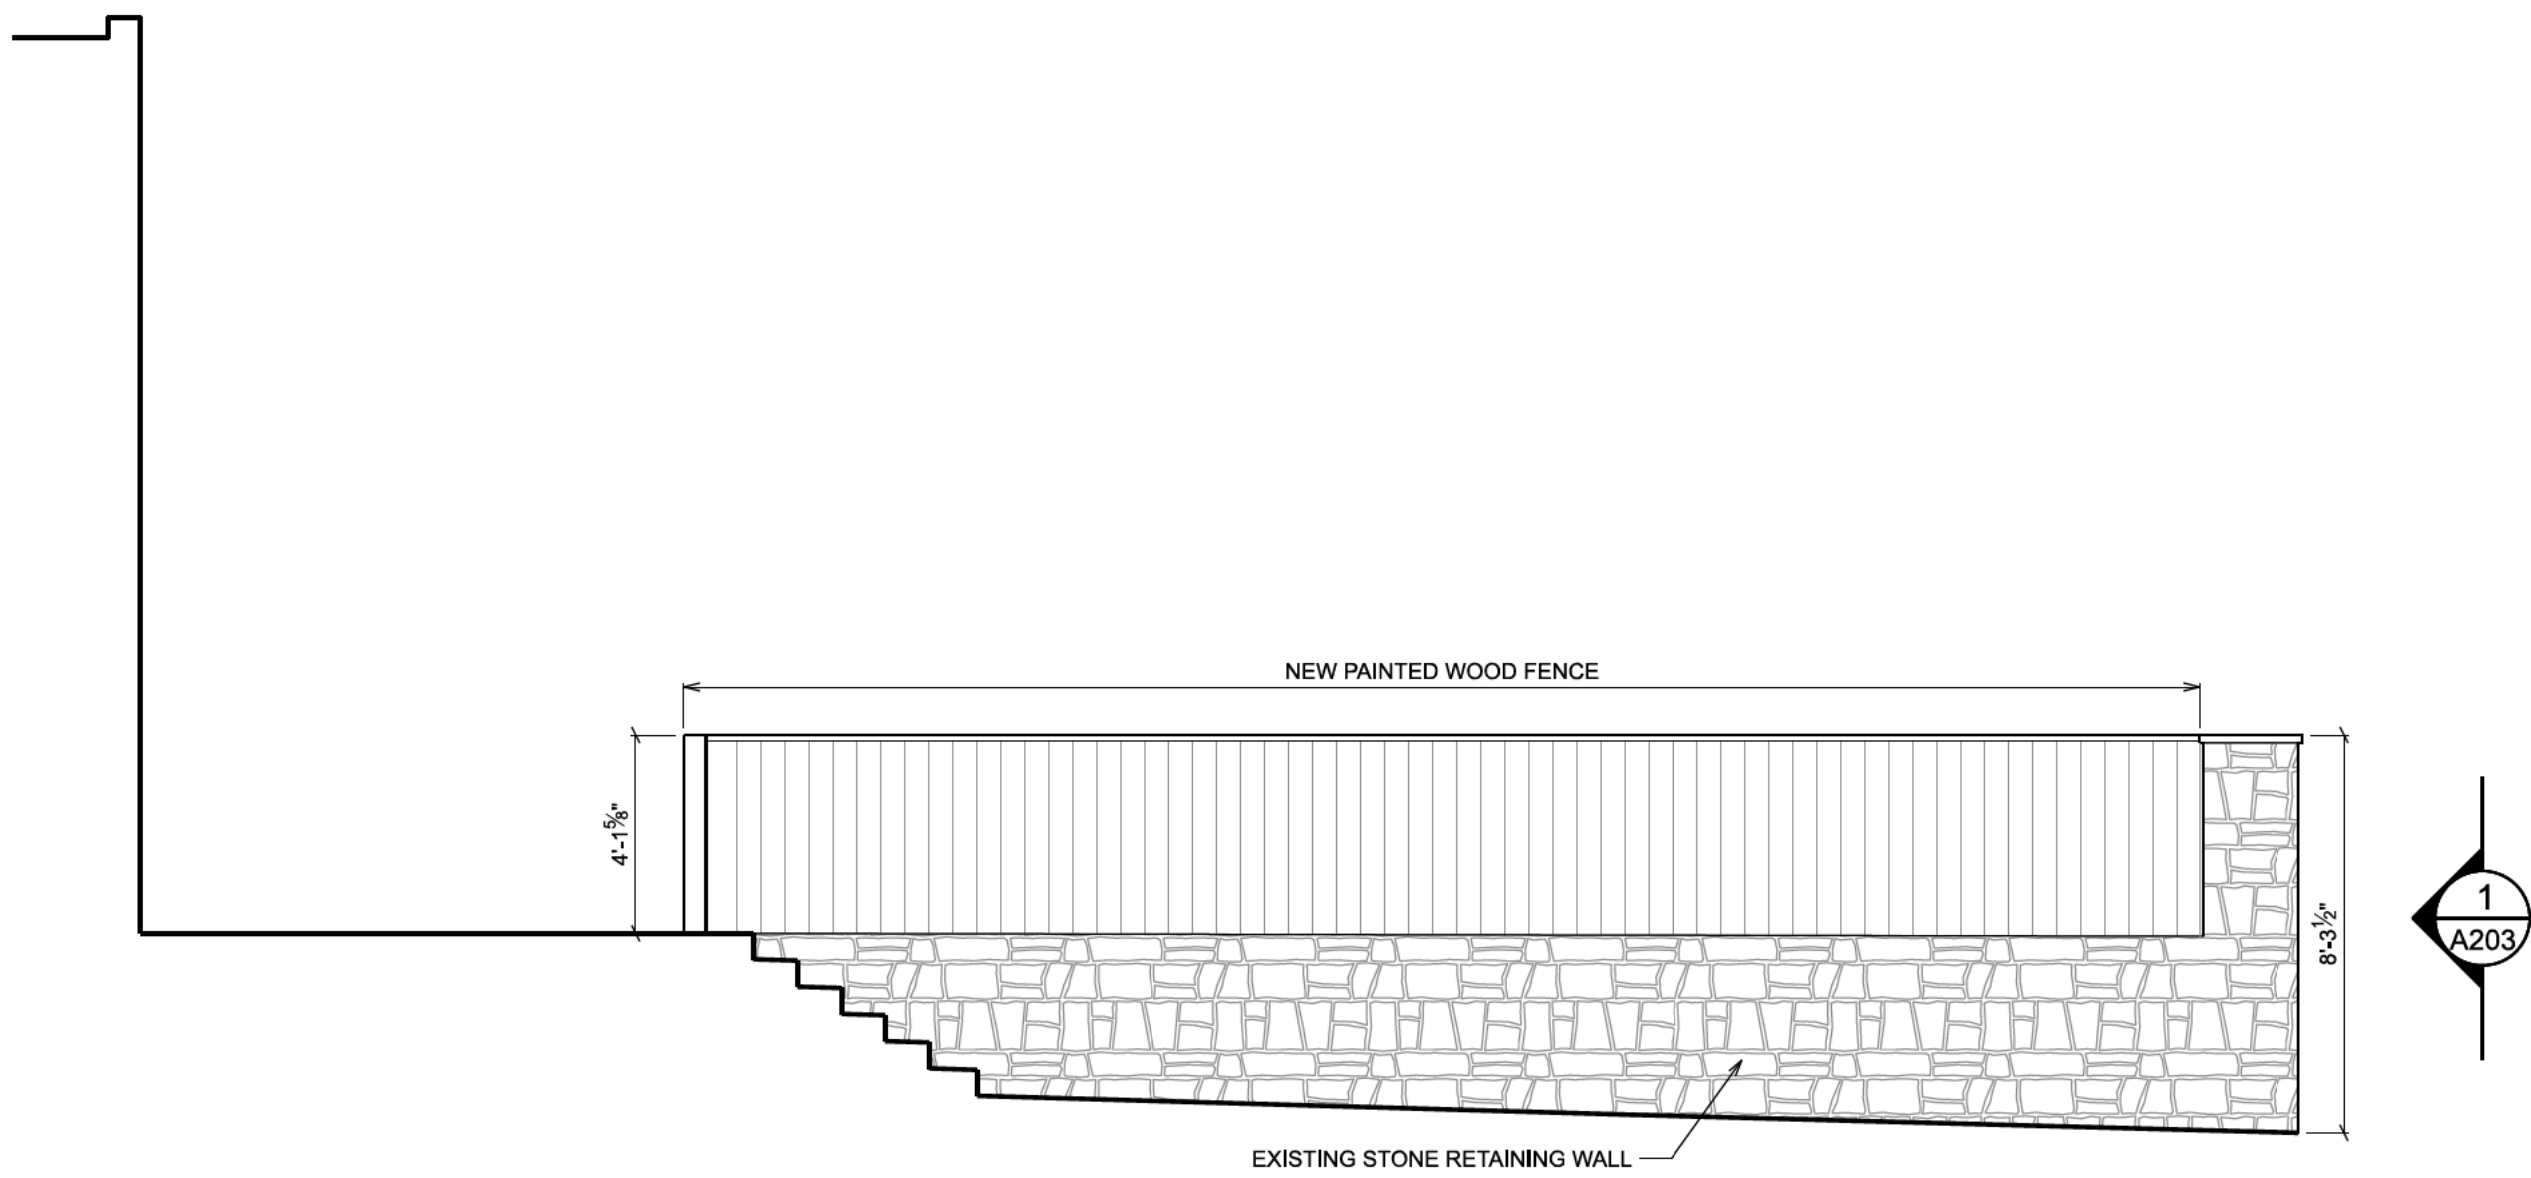 NEW PAINTED WOOD FENCE
4'-1⅝"
8'-3½"
1
A203
EXISTING STONE RETAINING WALL